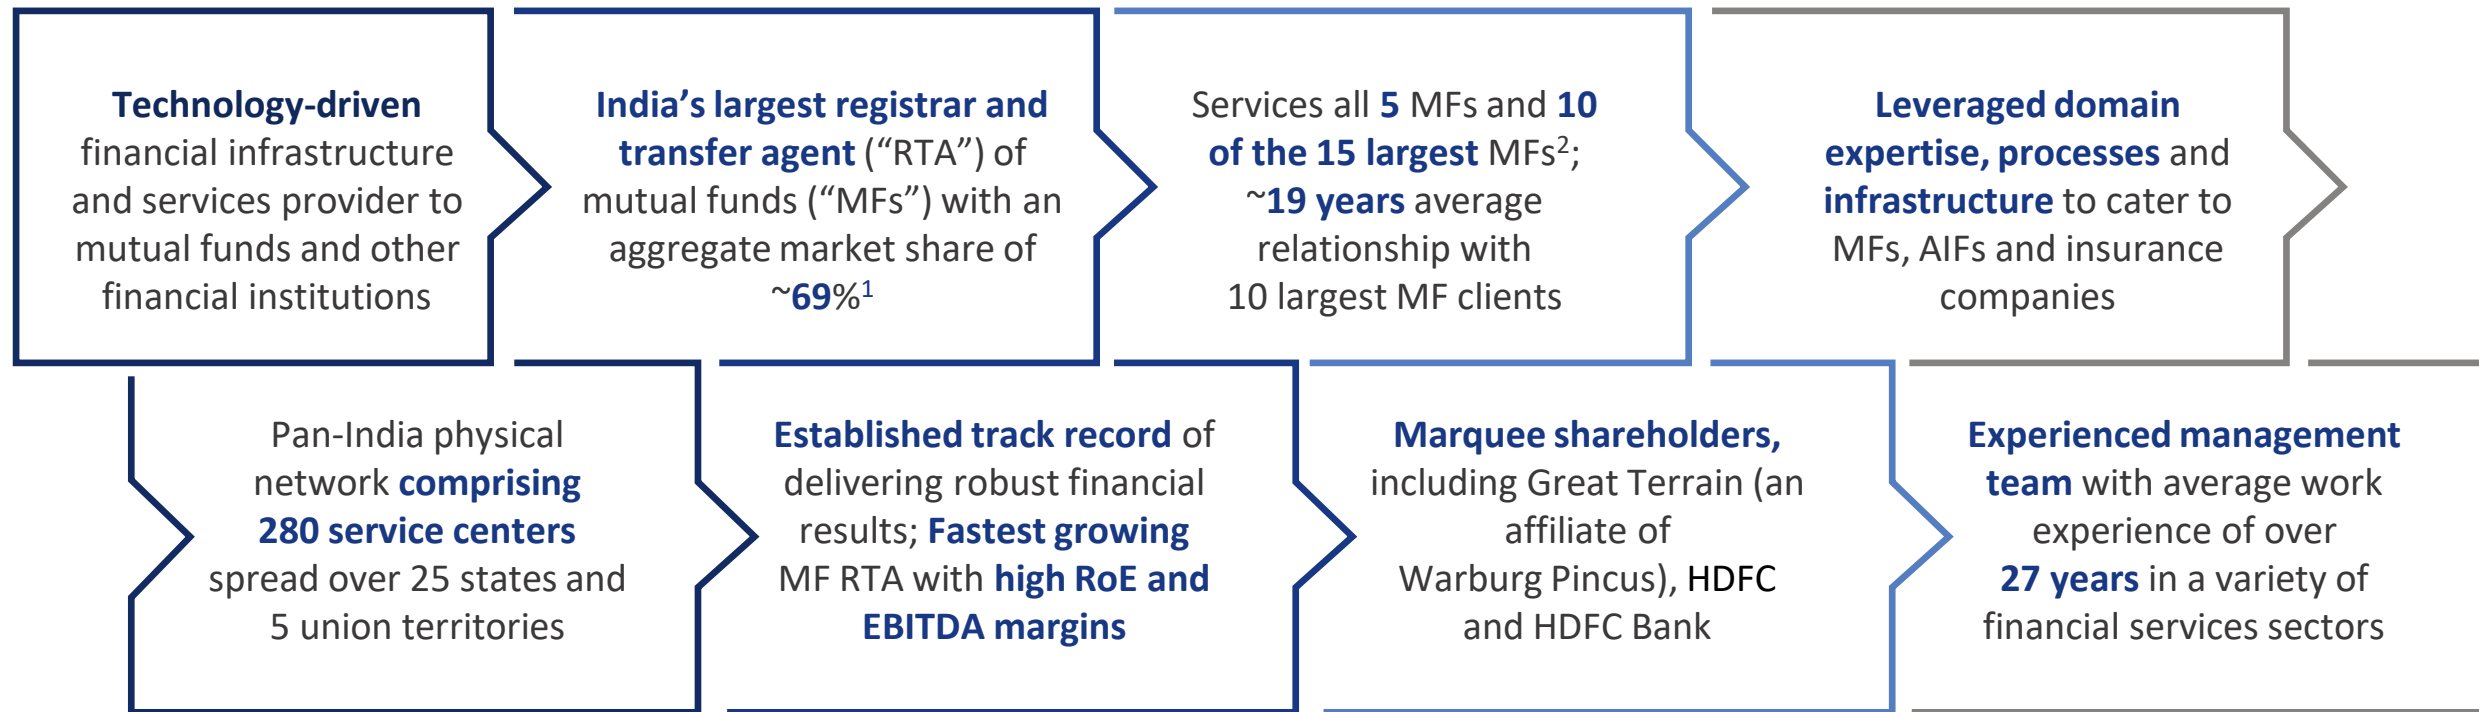 Technology-driven
financial infrastructure
and services provider to
mutual funds and other
financial institutions
India’s largest registrar and
transfer agent (“RTA”) of
mutual funds (“MFs”) with an
aggregate market share of
~69%1
Services all 5 MFs and 10
of the 15 largest MFs2;
~19 years average
relationship with
10 largest MF clients
Leveraged domain
expertise, processes and
infrastructure to cater to
MFs, AIFs and insurance
companies
Pan-India physical
network comprising
280 service centers
spread over 25 states and
5 union territories
Established track record of
delivering robust financial
results; Fastest growing
MF RTA with high RoE and
EBITDA margins
Marquee shareholders,
including Great Terrain (an
affiliate of
Warburg Pincus), HDFC
and HDFC Bank
Experienced management
team with average work
experience of over
27 years in a variety of
financial services sectors